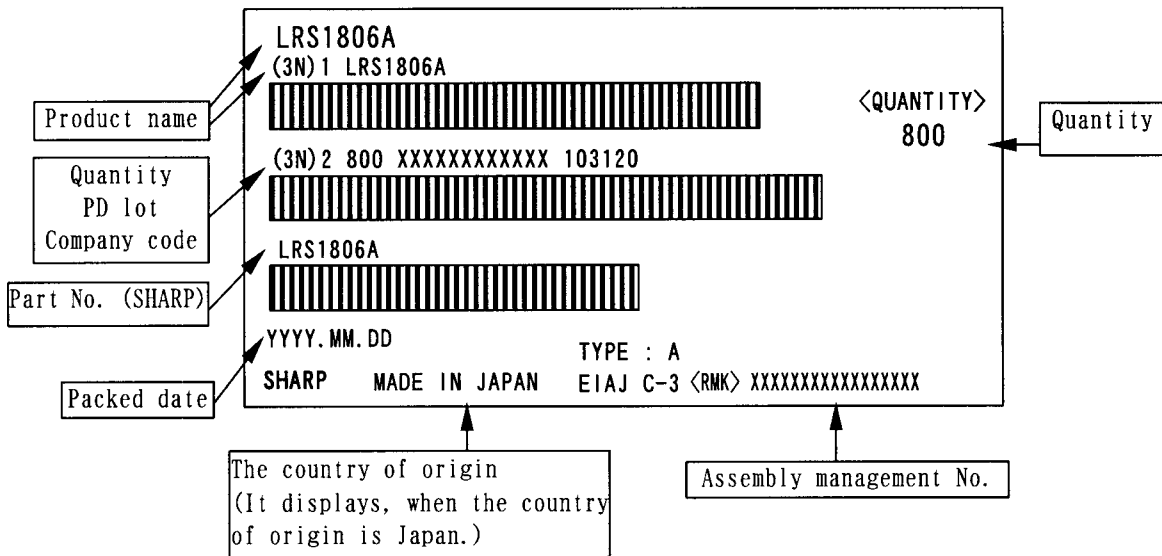 LRS1806A
(3N)1 LRS1806A
Product name
<QUANTITY>
800
Quantity
(3N)2 800 XXXXXXXXXXXX 103120
Quantity
PD lot
Company code
LRS1806A
Part No. (SHARP)
YYYY.MM.DD
TYPE : A
Packed date
SHARP MADE IN JAPAN EIAJ C-3 <RMK> XXXXXXXXXXXXXXXXX
The country of origin
(It displays, when the country
of origin is Japan.)
Assembly management No.